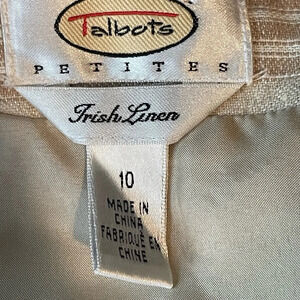 Talbots
PETITES
Irish Linen
10
MADE IN
CHINA
FABRIQUÉ EN
CHINE